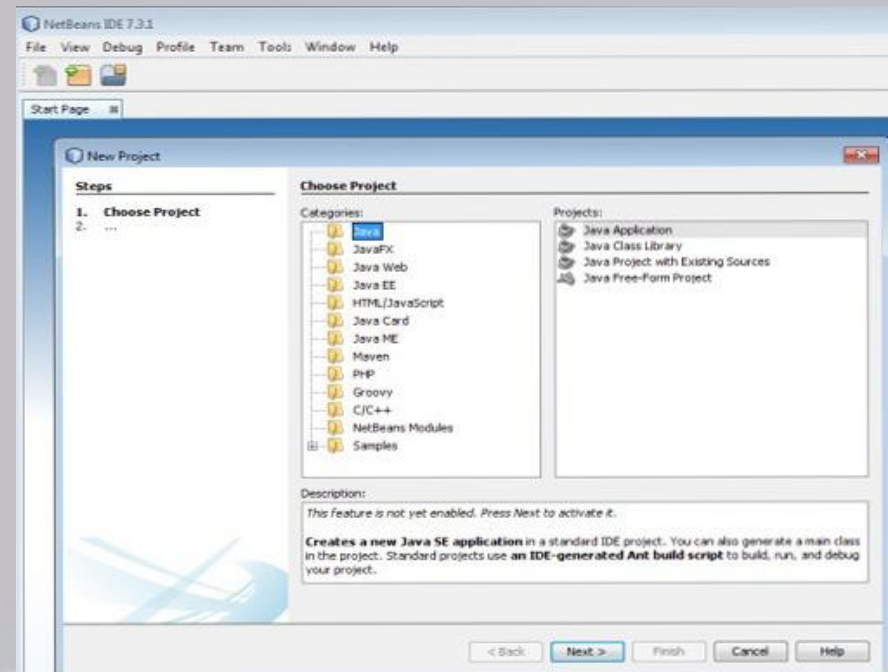 NetBeans IDE 7.3.1
File View Debug Profile Team Tools Window Help
Start Page
New Project
Steps
1. Choose Project
2. ...
Choose Project
Categories:
Java
JavaFX
Java Web
Java EE
HTML/JavaScript
Java Card
Java ME
Maven
PHP
Groovy
C/C++
NetBeans Modules
Samples
Projects:
Java Application
Java Class Library
Java Project with Existing Sources
Java Free-Form Project
Description:
This feature is not yet enabled. Press Next to activate it.
Creates a new Java SE application in a standard IDE project. You can also generate a main class
in the project. Standard projects use an IDE-generated Ant build script to build, run, and debug
your project.
< Back Next > Finish Cancel Help